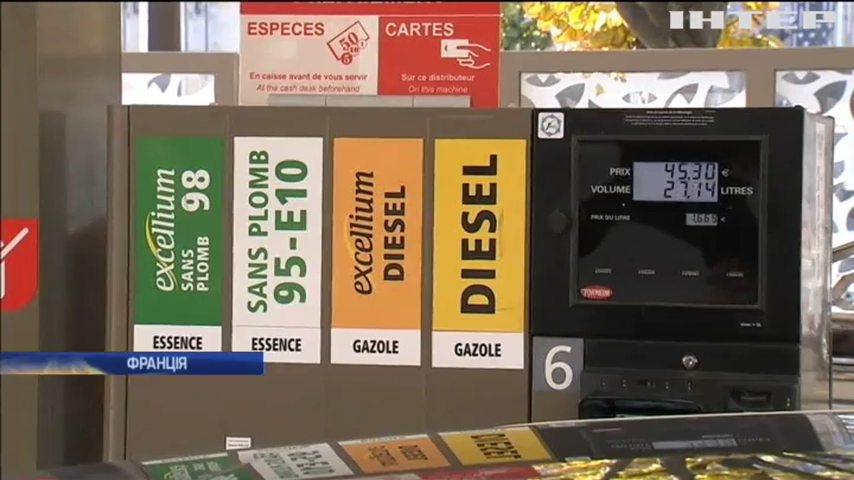 ІНТЕР
ESPECES
CARTES
En caisse avant de vous servir
At the cash desk beforehand
Sur ce distributeur
On this machine
excellium
SANS
PLOMB
98
ESSENCE
SANS PLOMB
95-E10
ESSENCE
excellium
DIESEL
GAZOLE
DIESEL
GAZOLE
PRIX 45,30 €
VOLUME 27,14 LITRES
PRIX DU LITRE 1,669 €
TOKHEIM
6
ФРАНЦІЯ